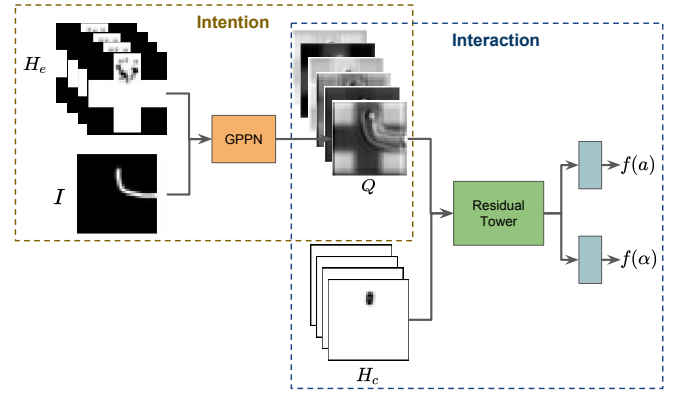 Intention
Interaction
H_e
GPPN
I
Q
Residual
Tower
f(a)
f(α)
H_c